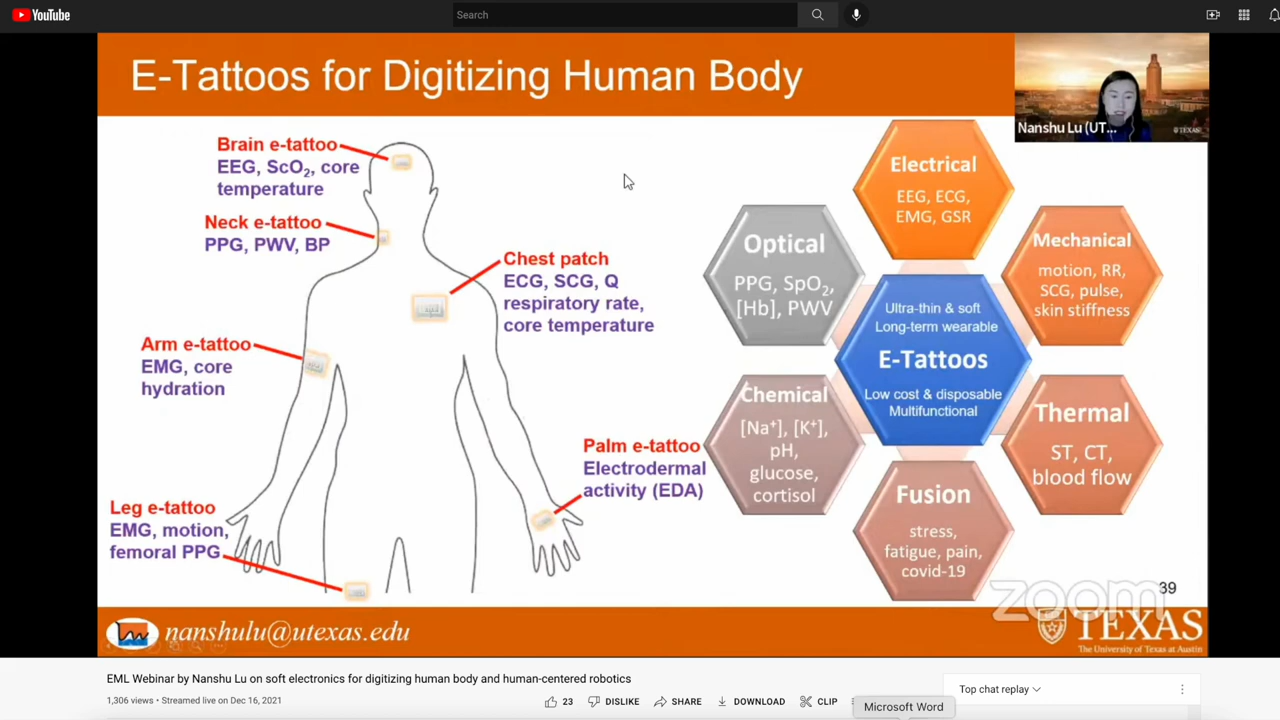 YouTube
Search
E-Tattoos for Digitizing Human Body
Nanshu Lu (UT...
TEXAS
Brain e-tattoo
EEG, ScO₂, core
temperature
Neck e-tattoo
PPG, PWV, BP
Chest patch
ECG, SCG, Q
respiratory rate,
core temperature
Arm e-tattoo
EMG, core
hydration
Palm e-tattoo
Electrodermal
activity (EDA)
Leg e-tattoo
EMG, motion,
femoral PPG
Electrical
EEG, ECG,
EMG, GSR
Optical
PPG, SpO₂,
[Hb], PWV
Mechanical
motion, RR,
SCG, pulse,
skin stiffness
Ultra-thin & soft
Long-term wearable
E-Tattoos
Low cost & disposable
Multifunctional
Chemical
[Na⁺], [K⁺],
pH,
glucose,
cortisol
Thermal
ST, CT,
blood flow
Fusion
stress,
fatigue, pain,
covid-19
39
zoom
nanshulu@utexas.edu
TEXAS
The University of Texas at Austin
EML Webinar by Nanshu Lu on soft electronics for digitizing human body and human-centered robotics
1,306 views • Streamed live on Dec 16, 2021
23
DISLIKE
SHARE
DOWNLOAD
CLIP
Top chat replay
Microsoft Word